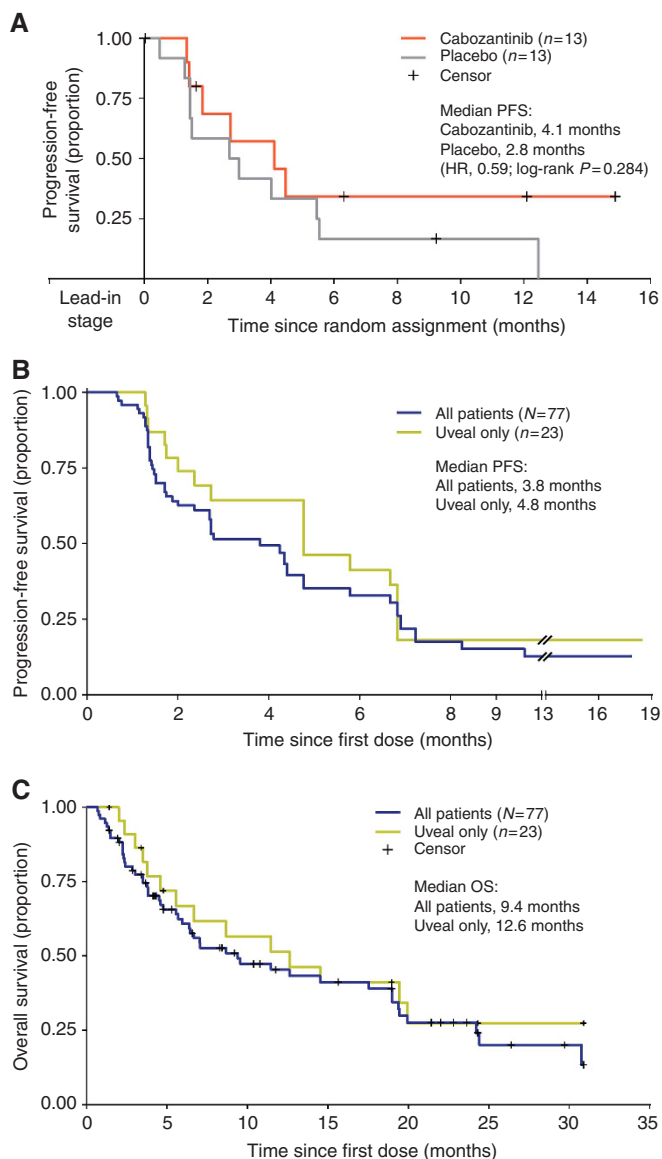 A
1.00
0.75
0.50
0.25
Progression-free
survival (proportion)
Cabozantinib (n=13)
Placebo (n=13)
Censor
Median PFS:
Cabozantinib, 4.1 months
Placebo, 2.8 months
(HR, 0.59; log-rank P=0.284)
Lead-in
stage
0 2 4 6 8 10 12 14 16
Time since random assignment (months)
B
1.00
0.75
0.50
0.25
0.00
Progression-free survival (proportion)
All patients (N=77)
Uveal only (n=23)
Median PFS:
All patients, 3.8 months
Uveal only, 4.8 months
0 2 4 6 8 9 13 16 19
Time since first dose (months)
C
1.00
0.75
0.50
0.25
0.00
Overall survival (proportion)
All patients (N=77)
Uveal only (n=23)
Censor
Median OS:
All patients, 9.4 months
Uveal only, 12.6 months
0 5 10 15 20 25 30 35
Time since first dose (months)